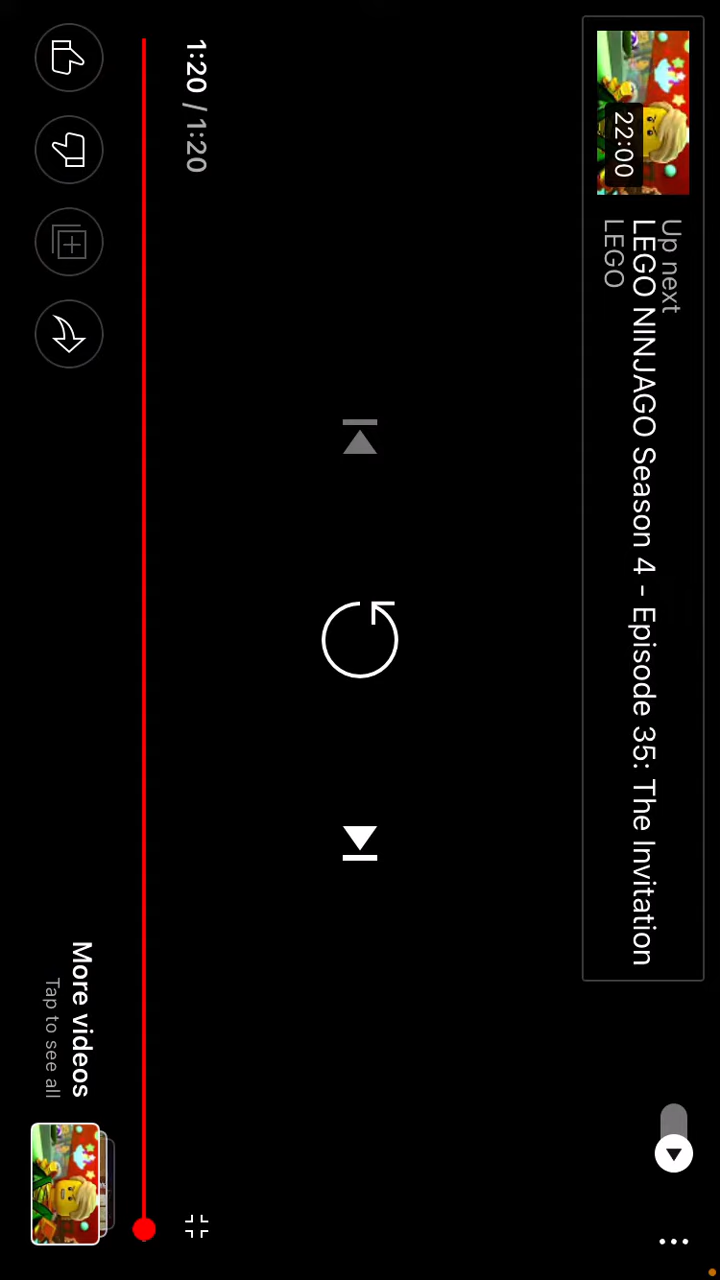 22:00
Up next
LEGO NINJAGO Season 4 - Episode 35: The Invitation
LEGO
1:20 / 1:20
More videos
Tap to see all